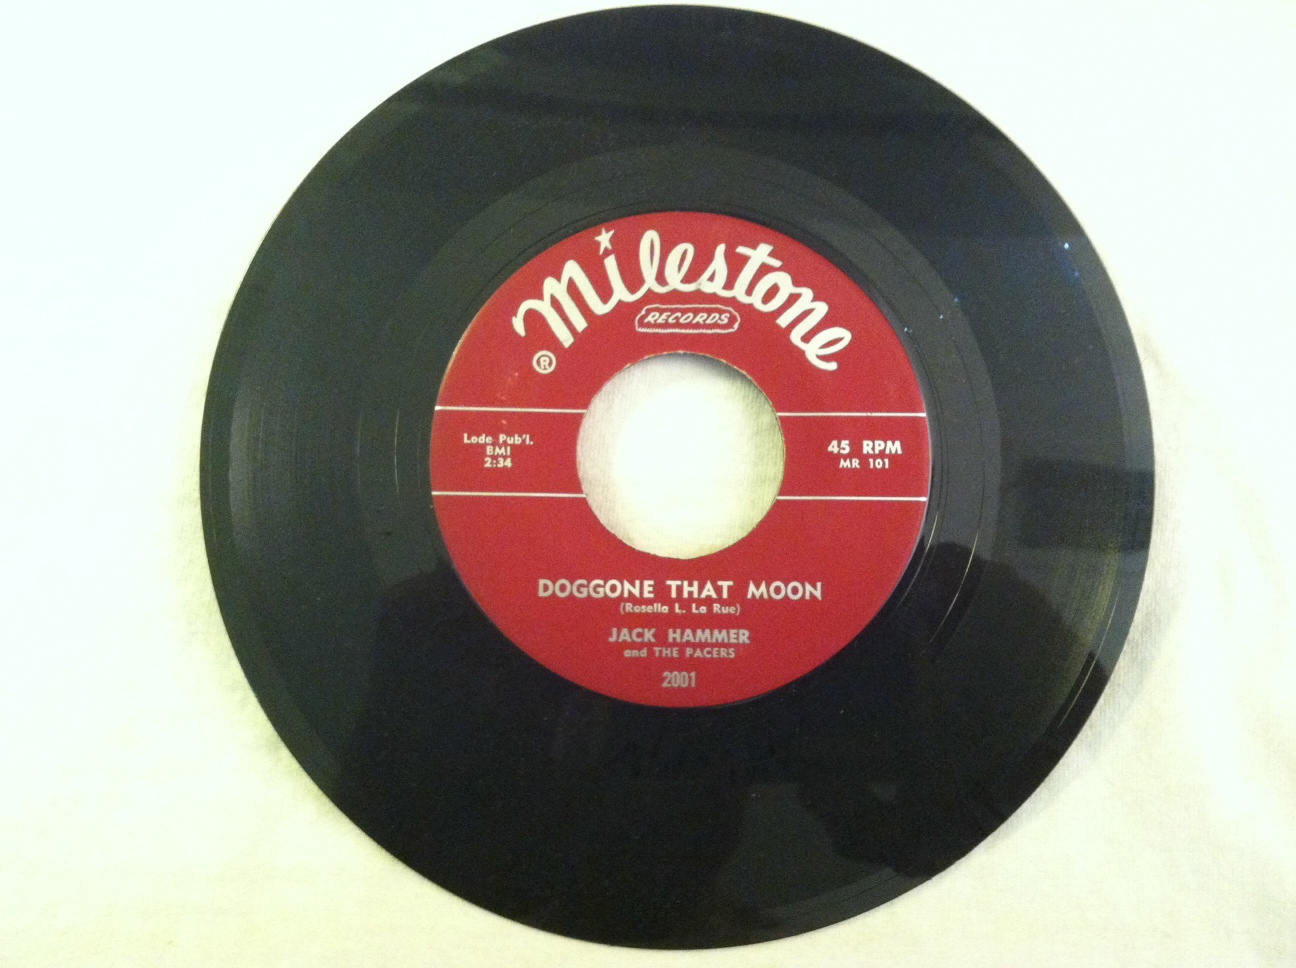 Milestone
RECORDS
®
Lode Pub'l.
BMI
2:34
45 RPM
MR 101
DOGGONE THAT MOON
(Rosella L. La Rue)
JACK HAMMER
and THE PACERS
2001